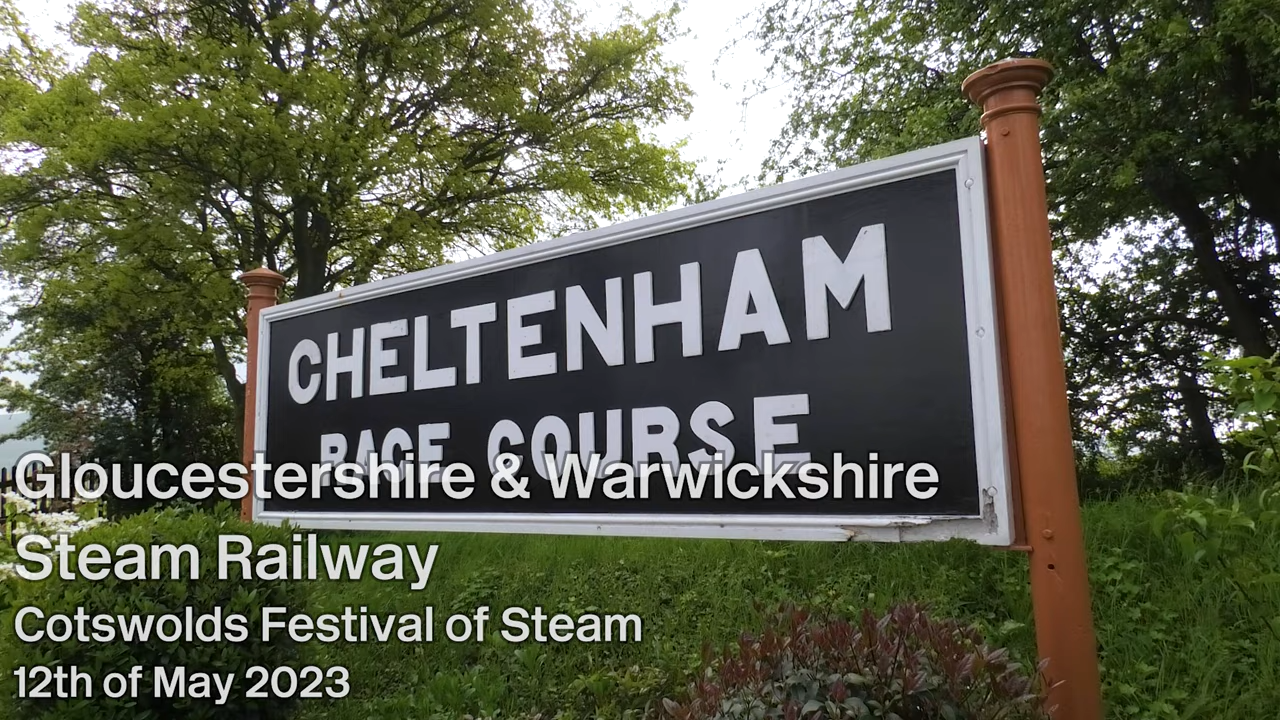 CHELTENHAM
RACE COURSE
Gloucestershire & Warwickshire
Steam Railway
Cotswolds Festival of Steam
12th of May 2023